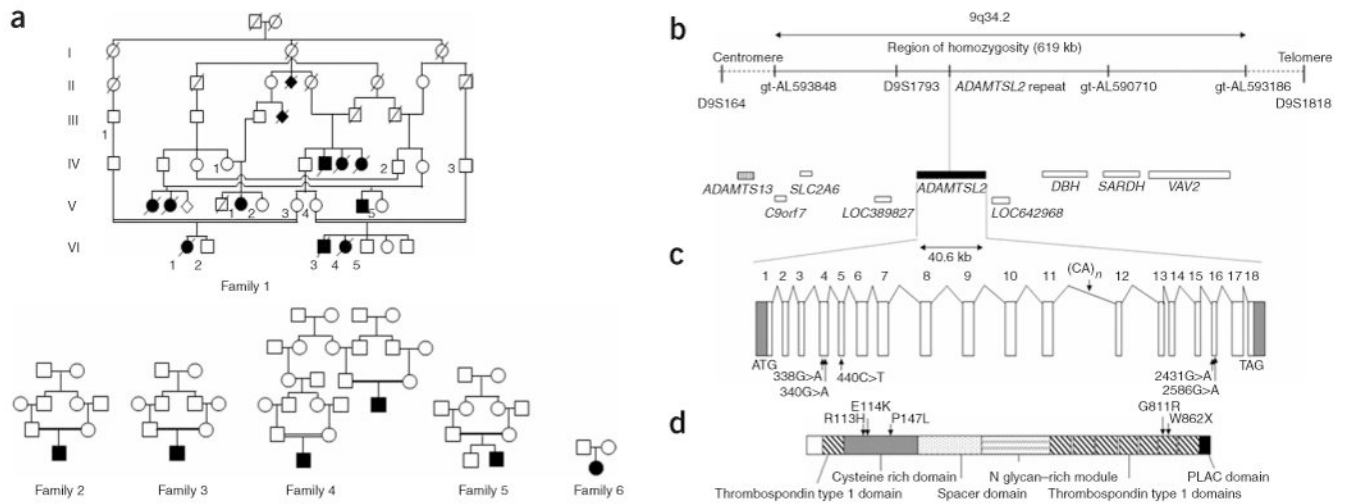 a
I
II
III
1
IV
1
2
3
V
1
2
3
4
5
VI
1
2
3
4
5
Family 1
Family 2
Family 3
Family 4
Family 5
Family 6
b
9q34.2
Region of homozygosity (619 kb)
Centromere
Telomere
gt-AL593848
D9S1793
ADAMTSL2 repeat
gt-AL590710
gt-AL593186
D9S164
D9S1818
ADAMTS13
SLC2A6
ADAMTSL2
DBH
SARDH
VAV2
C9orf7
LOC389827
LOC642968
40.6 kb
c
1 2 3 4 5 6 7 8 9 10 11 (CA)n 12 13 14 15 16 17 18
ATG
TAG
338G>A
440C>T
2431G>A
340G>A
2586G>A
d
E114K
G811R
R113H
P147L
W862X
Cysteine rich domain
N glycan–rich module
PLAC domain
Thrombospondin type 1 domain
Spacer domain
Thrombospondin type 1 domains